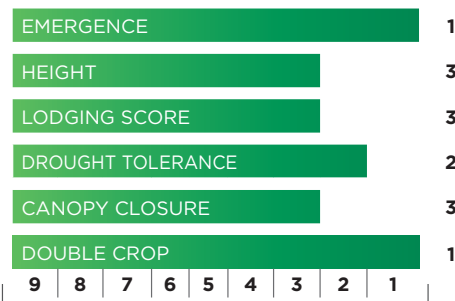 EMERGENCE 1
HEIGHT 3
LODGING SCORE 3
DROUGHT TOLERANCE 2
CANOPY CLOSURE 3
DOUBLE CROP 1
9 8 7 6 5 4 3 2 1